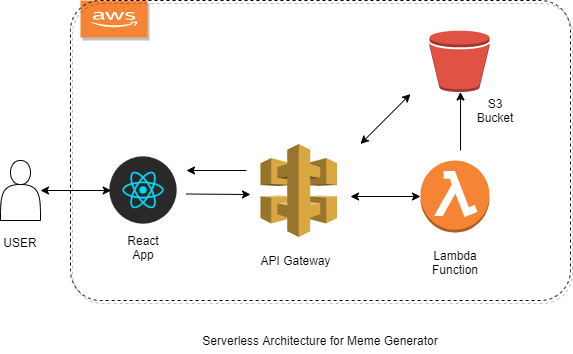 aws
S3
Bucket
USER
React
App
API Gateway
λ
Lambda
Function
Serverless Architecture for Meme Generator